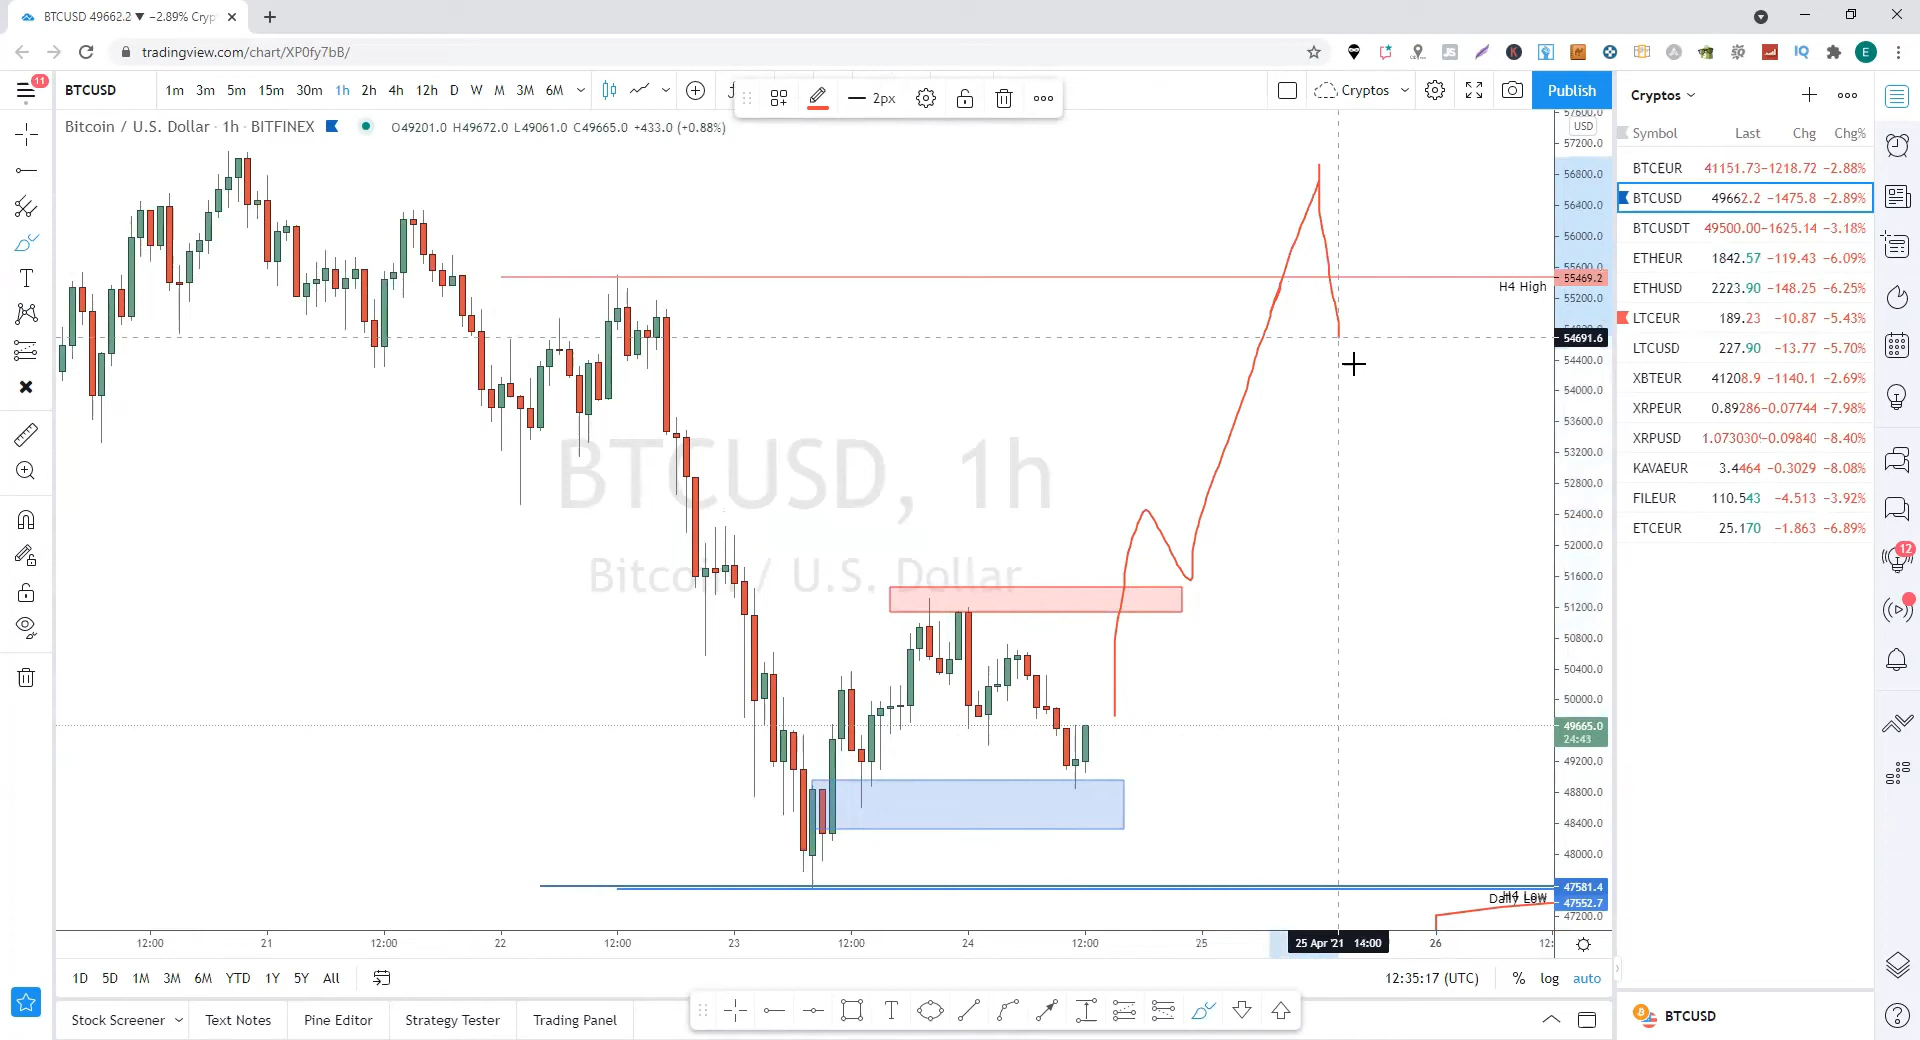 BTCUSD 49662.2 ▼ −2.89% Cryp
tradingview.com/chart/XP0fy7bB/
11
BTCUSD 1m 3m 5m 15m 30m 1h 2h 4h 12h D W M 3M 6M
2px
Cryptos
Publish
Bitcoin / U.S. Dollar · 1h · BITFINEX O49201.0 H49672.0 L49061.0 C49665.0 +433.0 (+0.88%)
BTCUSD, 1h
Bitcoin / U.S. Dollar
H4 High
H4 Low
Daily Low
57600.0
USD
57200.0
56800.0
56400.0
56000.0
55600.0
55469.2
55200.0
54691.6
54400.0
54000.0
53600.0
53200.0
52800.0
52400.0
52000.0
51600.0
51200.0
50800.0
50400.0
50000.0
49665.0
24:43
49200.0
48800.0
48400.0
48000.0
47581.4
47552.7
47200.0
12:00 21 12:00 22 12:00 23 12:00 24 12:00 25 25 Apr '21 14:00 26 12:
1D 5D 1M 3M 6M YTD 1Y 5Y All
12:35:17 (UTC) % log auto
Stock Screener Text Notes Pine Editor Strategy Tester Trading Panel
Cryptos
Symbol Last Chg Chg%
BTCEUR 41151.73 −1218.72 −2.88%
BTCUSD 49662.2 −1475.8 −2.89%
BTCUSDT 49500.00 −1625.14 −3.18%
ETHEUR 1842.57 −119.43 −6.09%
ETHUSD 2223.90 −148.25 −6.25%
LTCEUR 189.23 −10.87 −5.43%
LTCUSD 227.90 −13.77 −5.70%
XBTEUR 41208.9 −1140.1 −2.69%
XRPEUR 0.89286 −0.07744 −7.98%
XRPUSD 1.073030 −0.09840 −8.40%
KAVAEUR 3.4464 −0.3029 −8.08%
FILEUR 110.543 −4.513 −3.92%
ETCEUR 25.170 −1.863 −6.89%
12
BTCUSD